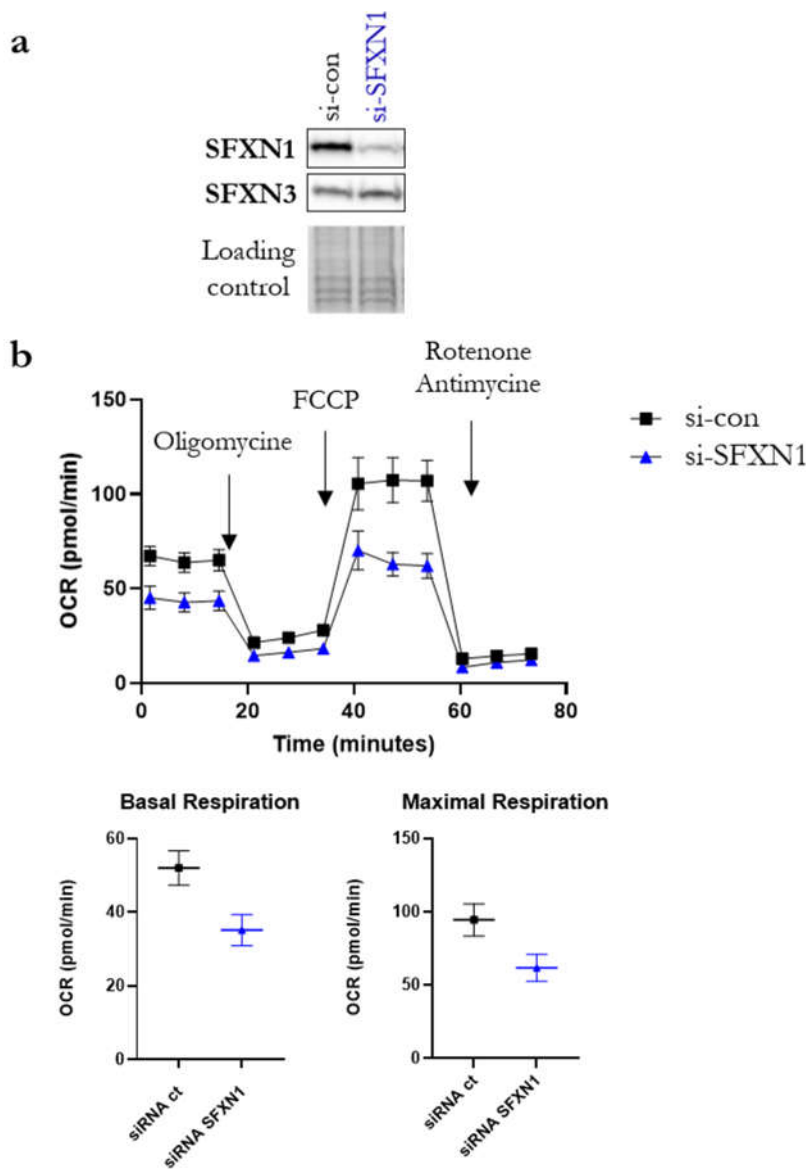 a
si-con
si-SFXN1
SFXN1
SFXN3
Loading
control
b
Rotenone
Antimycine
FCCP
Oligomycine
si-con
si-SFXN1
150
100
50
0
OCR (pmol/min)
0 20 40 60 80
Time (minutes)
Basal Respiration
60
40
20
0
OCR (pmol/min)
siRNA ct
siRNA SFXN1
Maximal Respiration
150
100
50
0
OCR (pmol/min)
siRNA ct
siRNA SFXN1